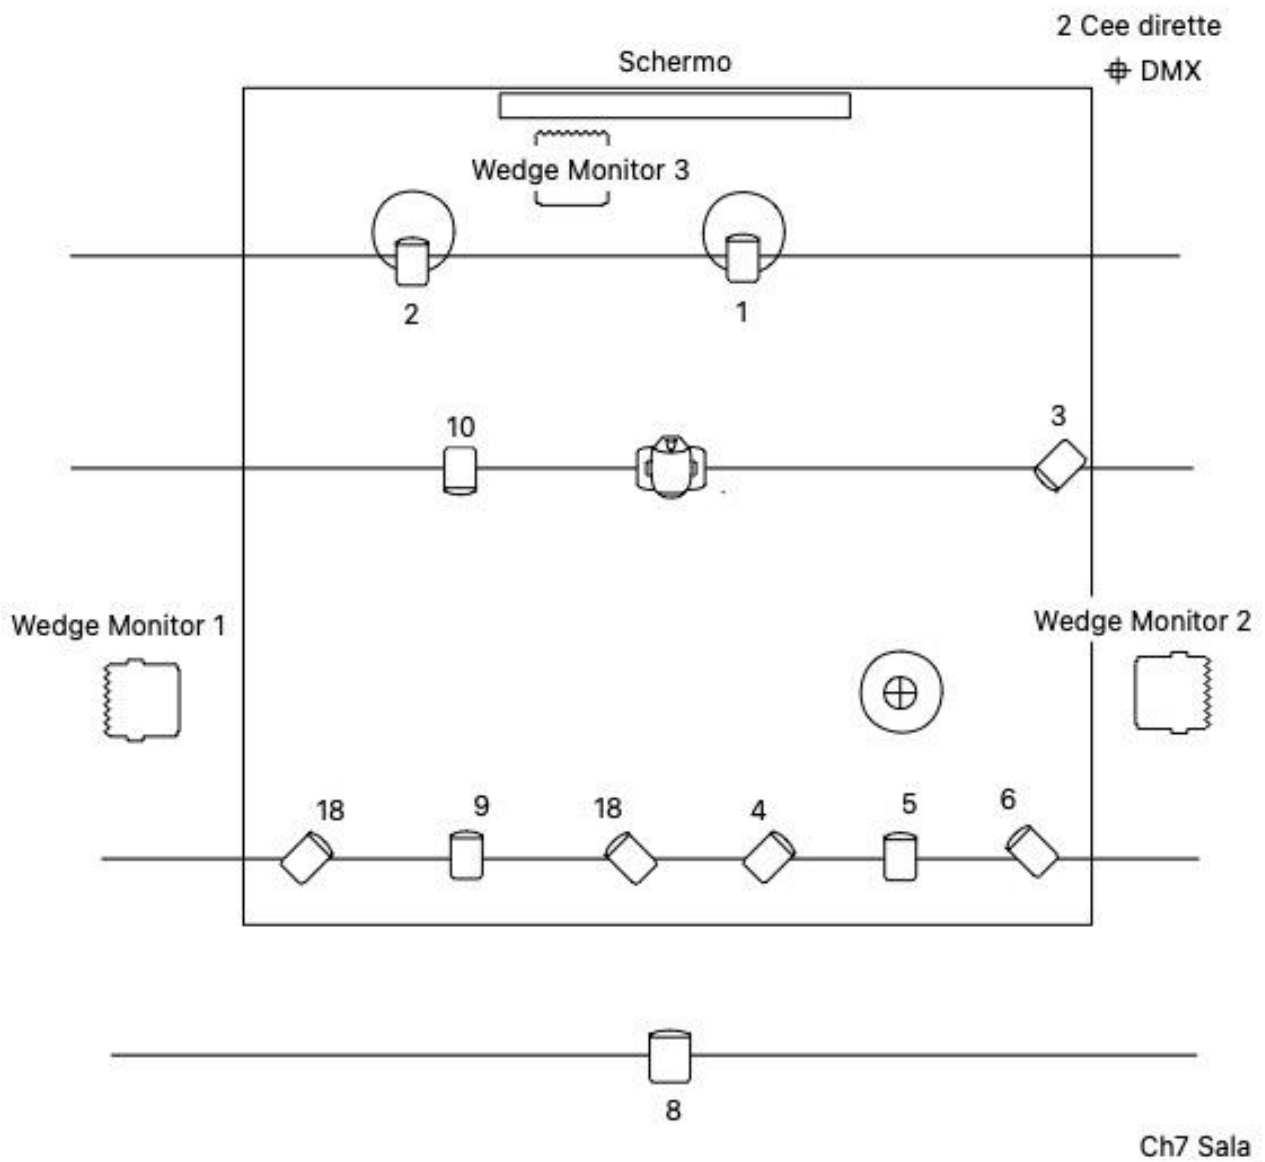 2 Cee dirette
DMX
Schermo
Wedge Monitor 3
2
1
10
3
Wedge Monitor 1
Wedge Monitor 2
18
9
18
4
5
6
8
Ch7 Sala